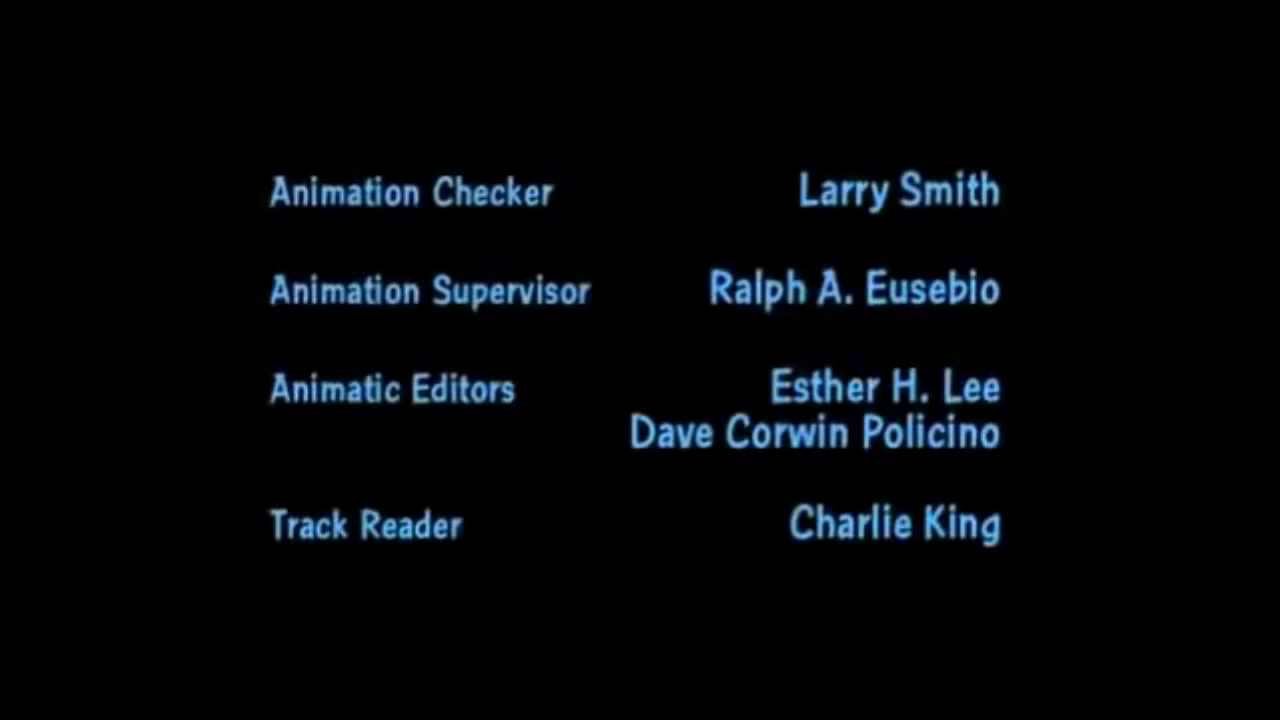 Animation Checker Larry Smith
Animation Supervisor Ralph A. Eusebio
Animatic Editors Esther H. Lee
Dave Corwin Policino
Track Reader Charlie King